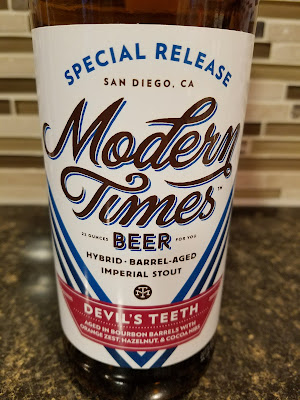 SPECIAL RELEASE
SAN DIEGO, CA
Modern
Times™
22 OUNCES BEER FOR YOU
HYBRID · BARREL-AGED
IMPERIAL STOUT
DEVIL'S TEETH
AGED IN BOURBON BARRELS WITH
ORANGE ZEST, HAZELNUT, & COCOA NIBS